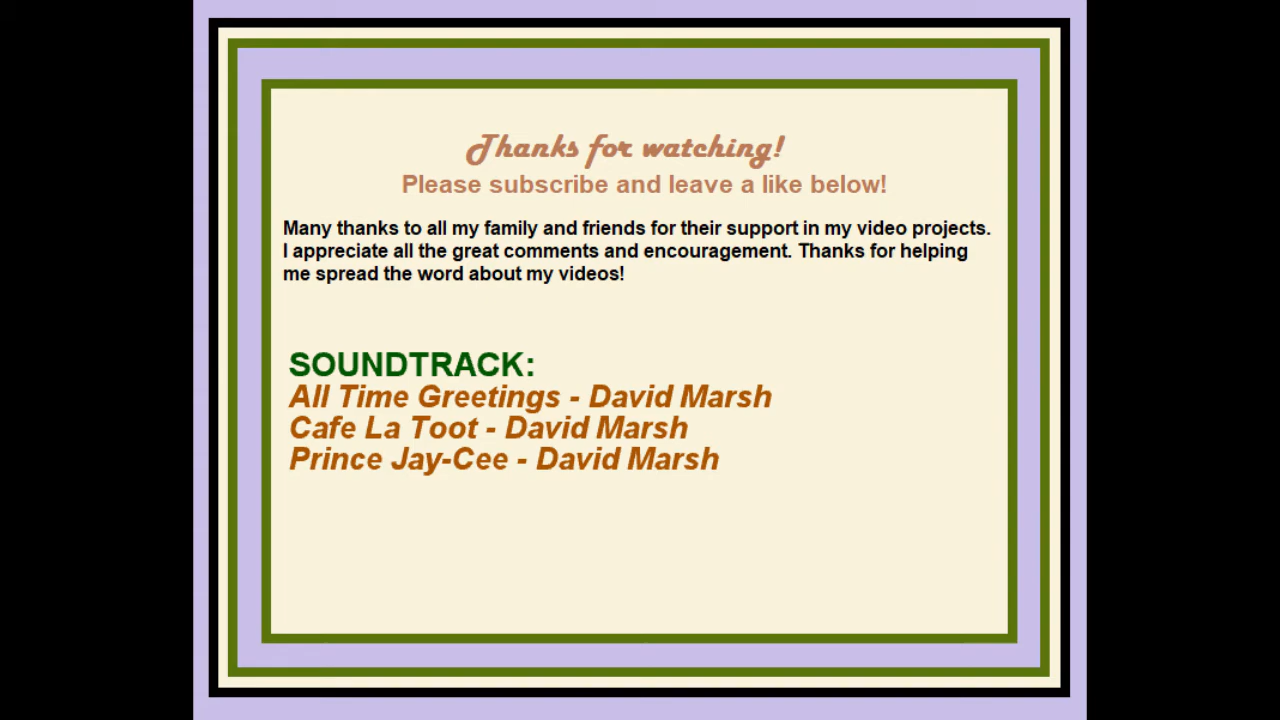 Thanks for watching!
Please subscribe and leave a like below!
Many thanks to all my family and friends for their support in my video projects.
I appreciate all the great comments and encouragement. Thanks for helping
me spread the word about my videos!
SOUNDTRACK:
All Time Greetings - David Marsh
Cafe La Toot - David Marsh
Prince Jay-Cee - David Marsh